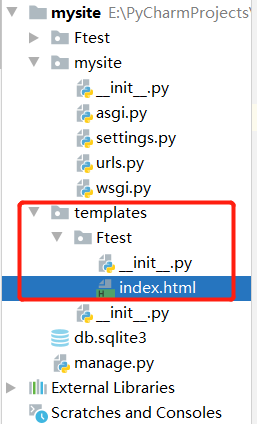 mysite E:\PyCharmProjects\
Ftest
mysite
__init__.py
asgi.py
settings.py
urls.py
wsgi.py
templates
Ftest
__init__.py
index.html
__init__.py
db.sqlite3
manage.py
External Libraries
Scratches and Consoles